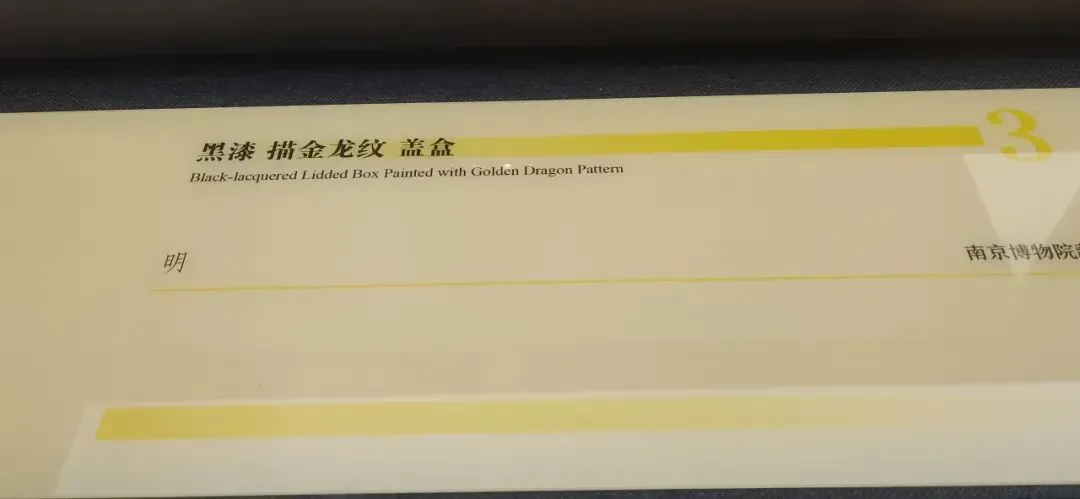 黑漆 描金龙纹 盖盒
3
Black-lacquered Lidded Box Painted with Golden Dragon Pattern
明
南京博物院